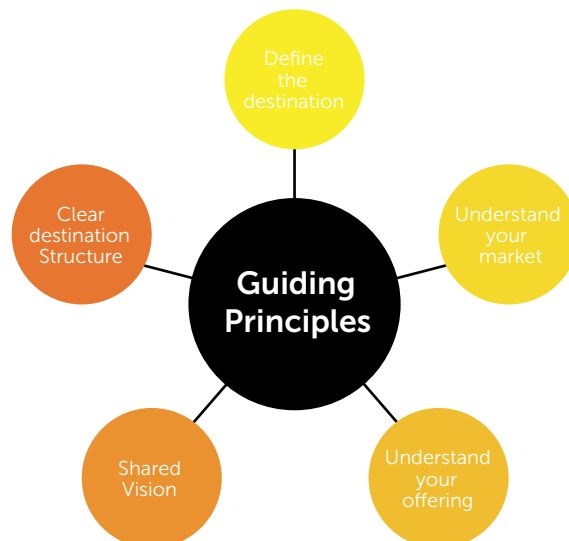 Define
the
destination
Clear
destination
Structure
Understand
your
market
Guiding
Principles
Shared
Vision
Understand
your
offering